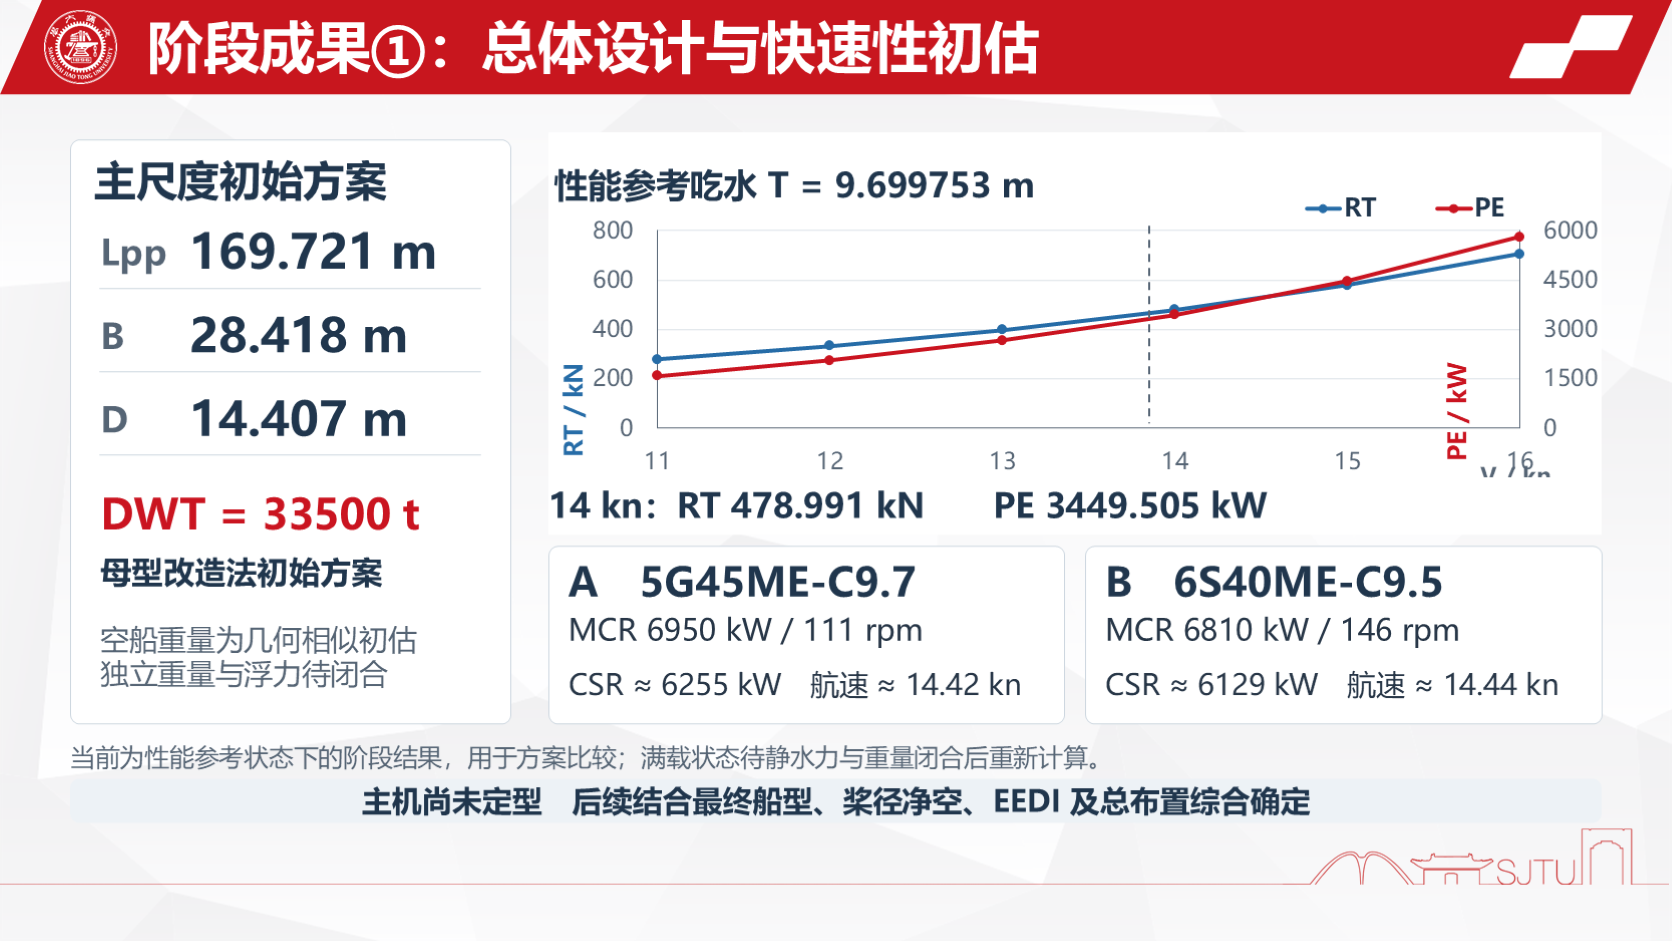 阶段成果①：总体设计与快速性初估
主尺度初始方案
Lpp 169.721 m
B 28.418 m
D 14.407 m
DWT = 33500 t
母型改造法初始方案
空船重量为几何相似初估
独立重量与浮力待闭合
性能参考吃水 T = 9.699753 m
RT PE
800 6000
600 4500
400 3000
200 1500
0 0
RT / kN
PE / kW
11 12 13 14 15 16
V / kn
14 kn：RT 478.991 kN PE 3449.505 kW
A 5G45ME-C9.7
MCR 6950 kW / 111 rpm
CSR ≈ 6255 kW 航速 ≈ 14.42 kn
B 6S40ME-C9.5
MCR 6810 kW / 146 rpm
CSR ≈ 6129 kW 航速 ≈ 14.44 kn
当前为性能参考状态下的阶段结果，用于方案比较；满载状态待静水力与重量闭合后重新计算。
主机尚未定型 后续结合最终船型、桨径净空、EEDI 及总布置综合确定
SJTU